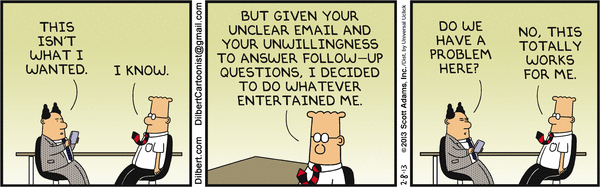 THIS
ISN'T
WHAT I
WANTED.
I KNOW.
Dilbert.com DilbertCartoonist@gmail.com
BUT GIVEN YOUR
UNCLEAR EMAIL AND
YOUR UNWILLINGNESS
TO ANSWER FOLLOW-UP
QUESTIONS, I DECIDED
TO DO WHATEVER
ENTERTAINED ME.
2-8-13 ©2013 Scott Adams, Inc. /Dist. by Universal Uclick
DO WE
HAVE A
PROBLEM
HERE?
NO, THIS
TOTALLY
WORKS
FOR ME.